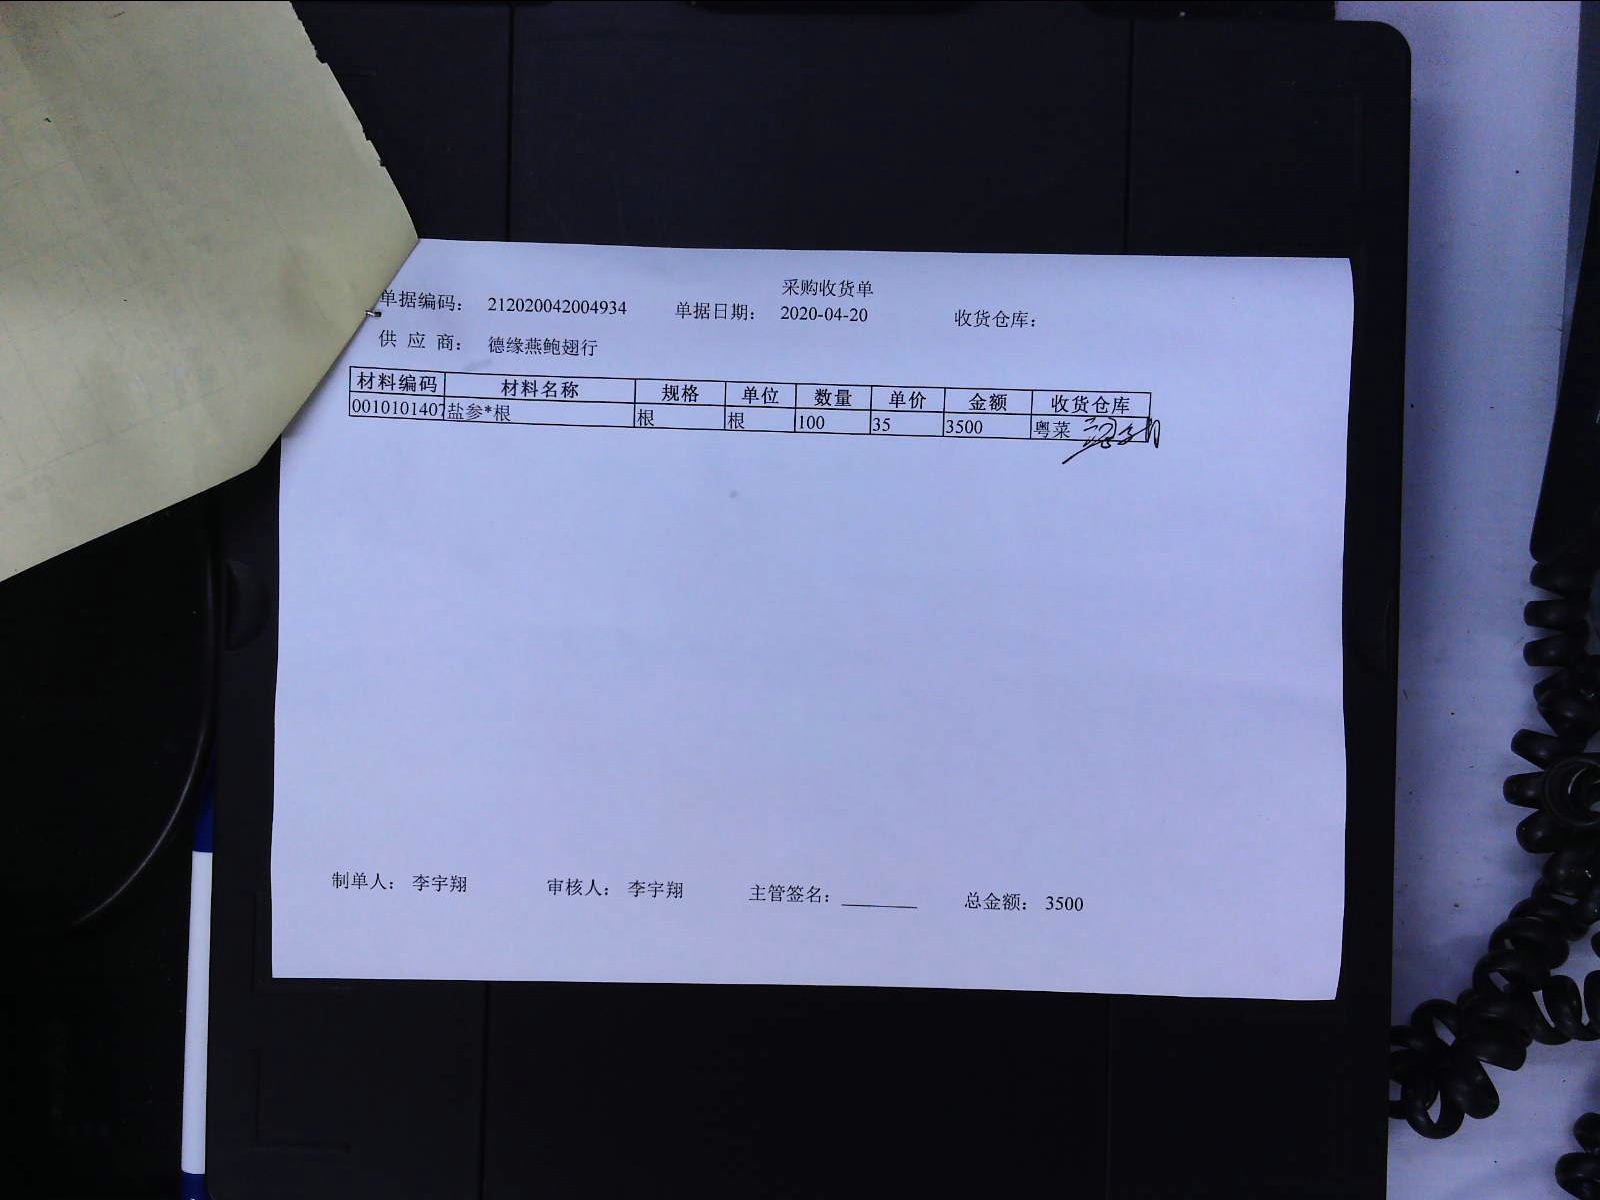 采购收货单
单据编码： 212020042004934 单据日期： 2020-04-20 收货仓库：
供 应 商： 德缘燕鲍翅行
材料编码 材料名称 规格 单位 数量 单价 金额 收货仓库
0010101407 盐参*根 根 根 100 35 3500 粤菜
制单人： 李宇翔 审核人： 李宇翔 主管签名： 总金额： 3500